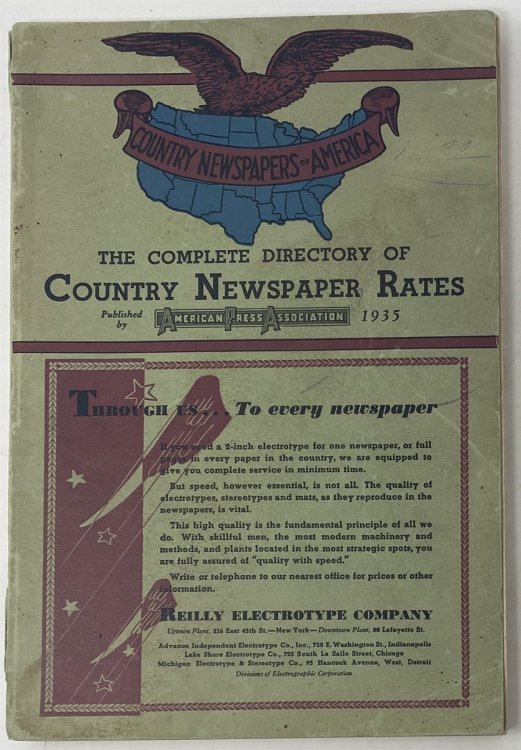 COUNTRY NEWSPAPERS OF AMERICA
THE COMPLETE DIRECTORY OF
COUNTRY NEWSPAPER RATES
Published
by
AMERICAN PRESS ASSOCIATION
1935
THROUGH US... To every newspaper
If you need a 2-inch electrotype for one newspaper, or full
pages in every paper in the country, we are equipped to
give you complete service in minimum time.
But speed, however essential, is not all. The quality of
electrotypes, stereotypes and mats, as they reproduce in the
newspapers, is vital.
This high quality is the fundamental principle of all we
do. With skillful men, the most modern machinery and
methods, and plants located in the most strategic spots, you
are fully assured of "quality with speed."
Write or telephone to our nearest office for prices or other
information.
REILLY ELECTROTYPE COMPANY
Uptown Plant, 216 East 45th St.—New York—Downtown Plant, 80 Lafayette St.
Advance Independent Electrotype Co., Inc., 730 E. Washington St., Indianapolis
Lake Shore Electrotype Co., 725 South La Salle Street, Chicago
Michigan Electrotype & Stereotype Co., 95 Hancock Avenue, West, Detroit
Divisions of Electrographic Corporation